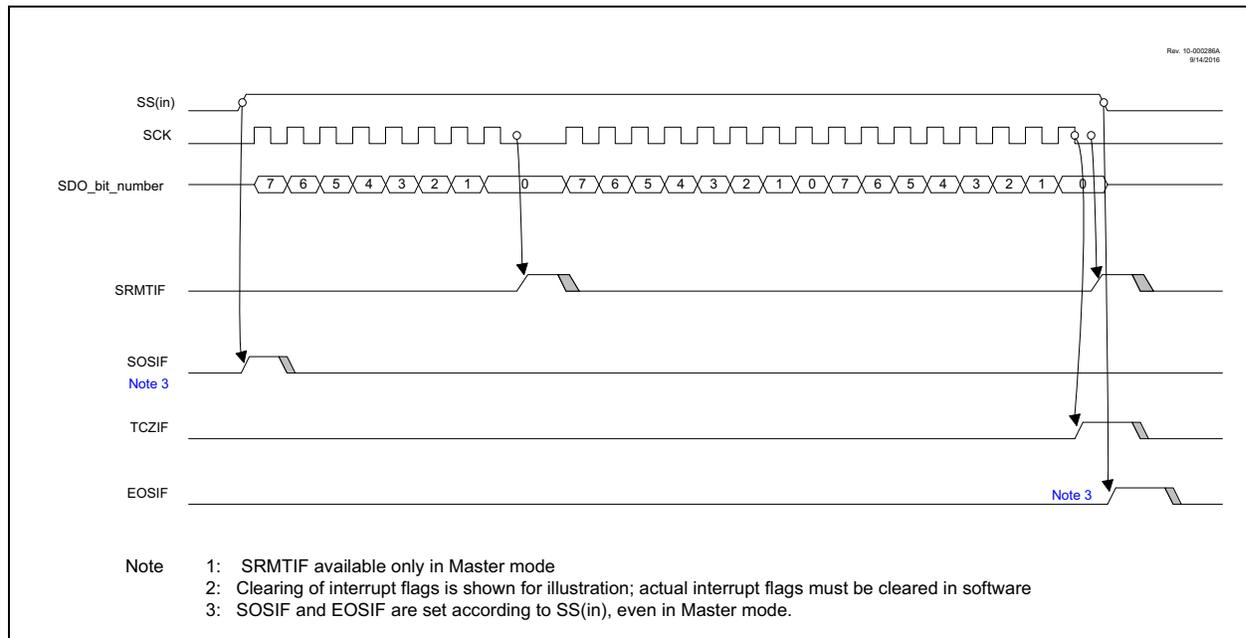 Rev. 10-000286A
9/14/2016
SS(in)
SCK
SDO_bit_number
7 6 5 4 3 2 1 0 7 6 5 4 3 2 1 0 7 6 5 4 3 2 1 0
SRMTIF
SOSIF
Note 3
TCZIF
EOSIF
Note 3
Note 1: SRMTIF available only in Master mode
2: Clearing of interrupt flags is shown for illustration; actual interrupt flags must be cleared in software
3: SOSIF and EOSIF are set according to SS(in), even in Master mode.